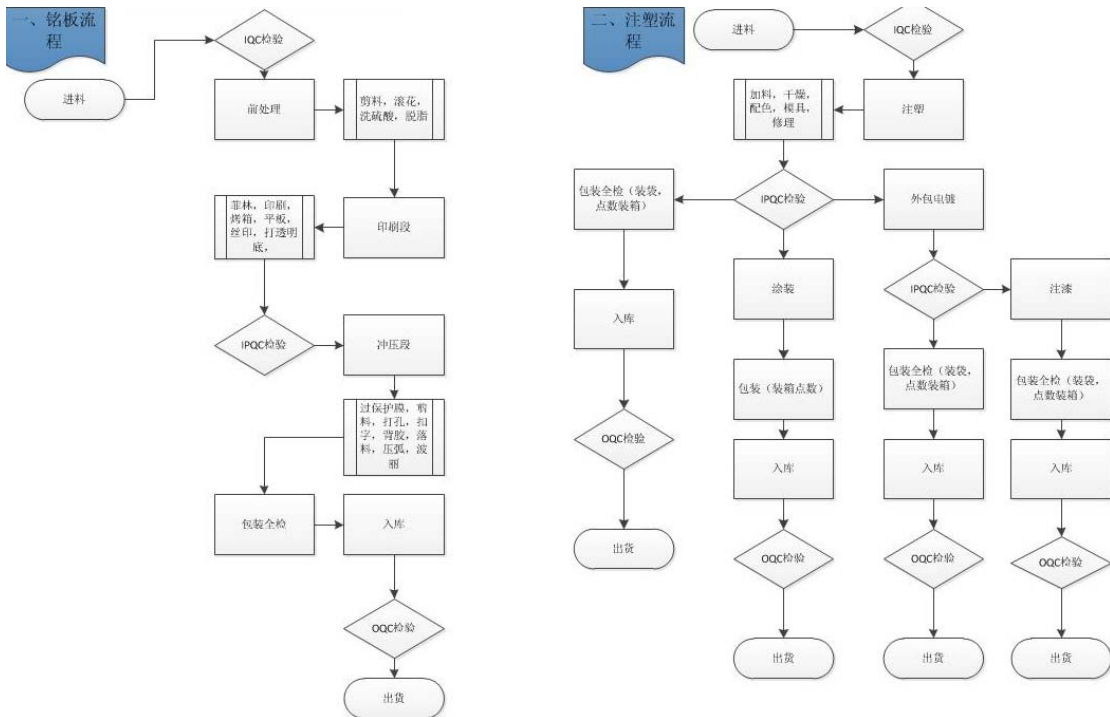 一、铭板流
程
进料
IQC检验
前处理
剪料，滚花，
洗硫酸，脱脂
印刷段
菲林，印刷，
烤箱，平板，
丝印，打透明
底，
IPQC检验
冲压段
过保护膜，剪
料，打孔，扣
字，背胶，落
料，压弧，波
丽
包装全检
入库
OQC检验
出货
二、注塑流
程
进料
IQC检验
注塑
加料，干燥，
配色，模具，
修理
IPQC检验
包装全检（装袋，
点数装箱）
入库
OQC检验
出货
涂装
包装（装箱点数）
入库
OQC检验
出货
外包电镀
IPQC检验
包装全检（装袋，
点数装箱）
入库
OQC检验
出货
注漆
包装全检（装袋，
点数装箱）
入库
OQC检验
出货